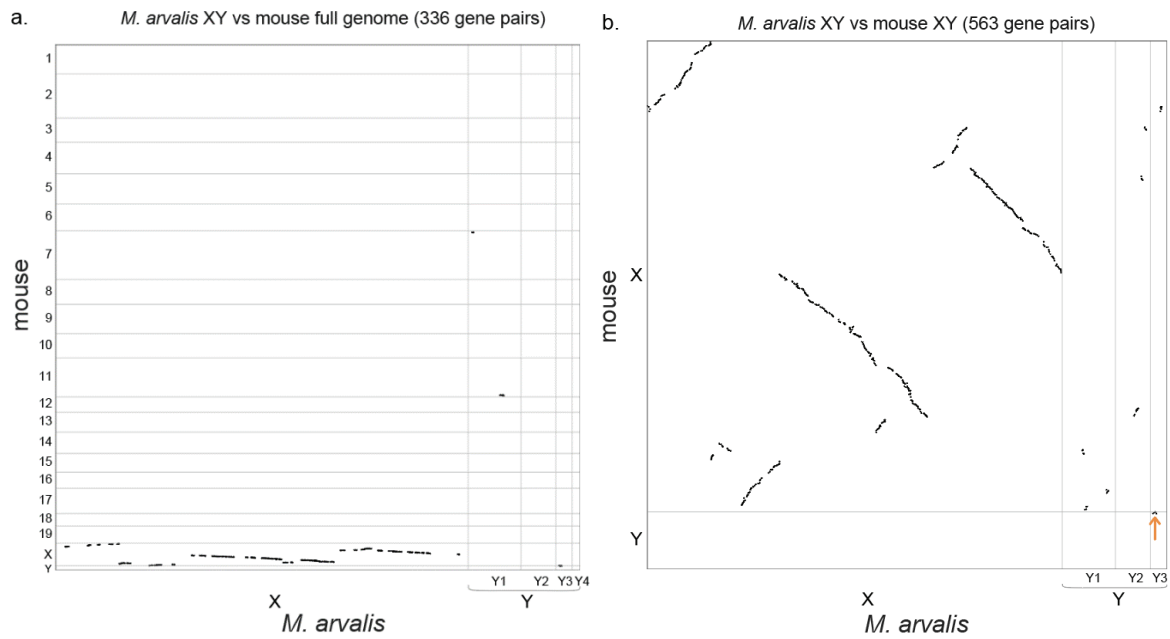 a.
M. arvalis XY vs mouse full genome (336 gene pairs)
1
2
3
4
5
6
7
8
9
10
11
12
13
14
15
16
17
18
19
X
Y
mouse
Y1 Y2 Y3 Y4
X Y
M. arvalis
b.
M. arvalis XY vs mouse XY (563 gene pairs)
X
Y
mouse
Y1 Y2 Y3
X Y
M. arvalis